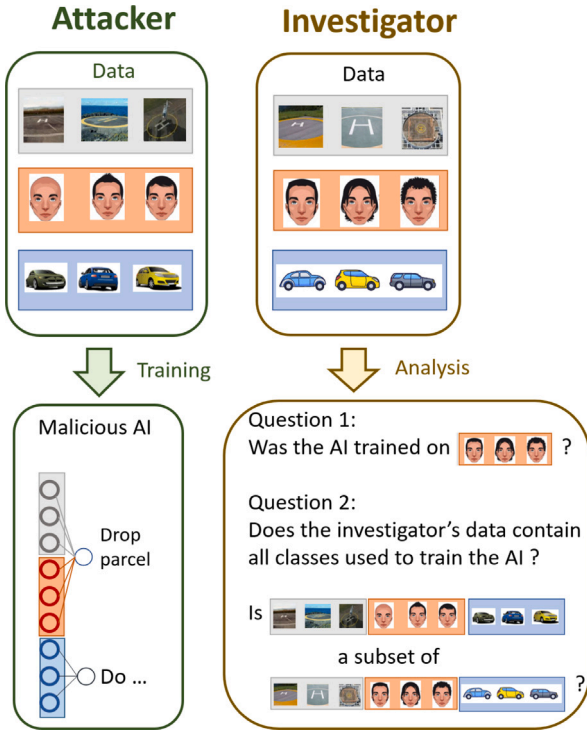 Attacker
Investigator
Data
Data
Training
Analysis
Malicious AI
Drop
parcel
Do ...
Question 1:
Was the AI trained on ?
Question 2:
Does the investigator's data contain
all classes used to train the AI ?
Is
a subset of
?